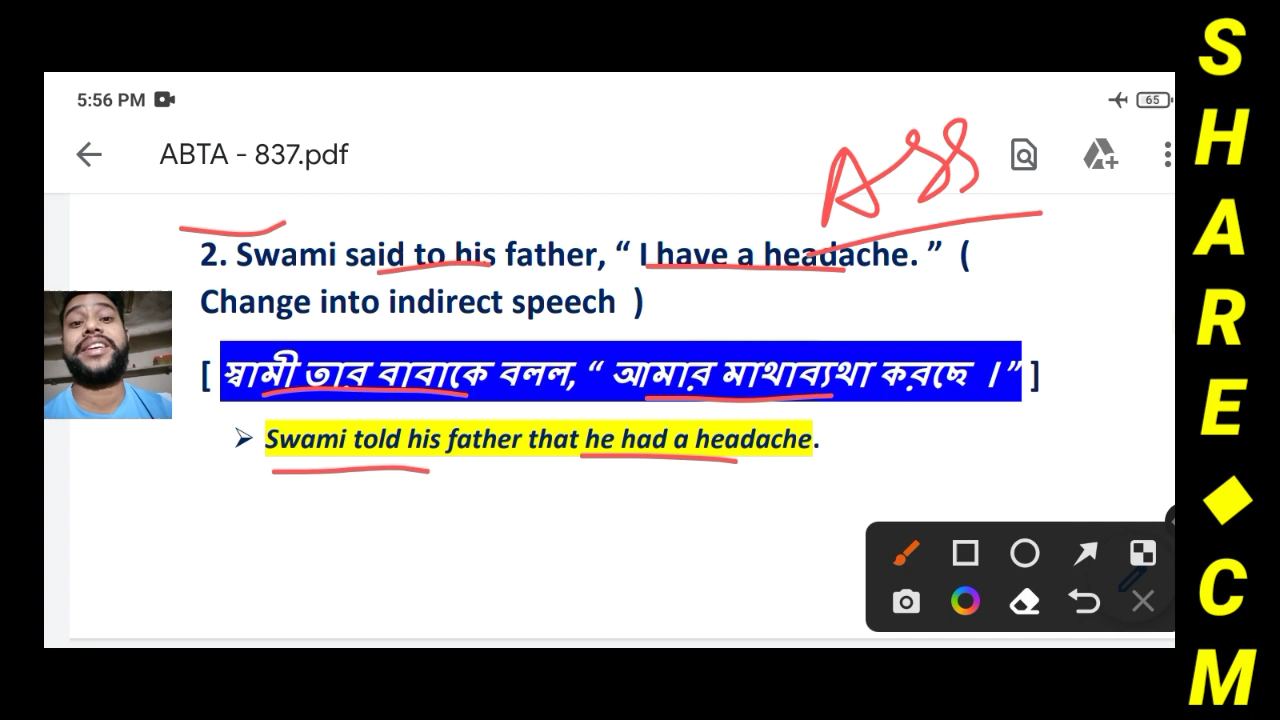 5:56 PM
65
ABTA - 837.pdf
Ass
2. Swami said to his father, “ I have a headache. ” (
Change into indirect speech )
[ স্বামী তার বাবাকে বলল, “ আমার মাথাব্যথা করছে । ” ]
➢ Swami told his father that he had a headache.
SHARE◆CM